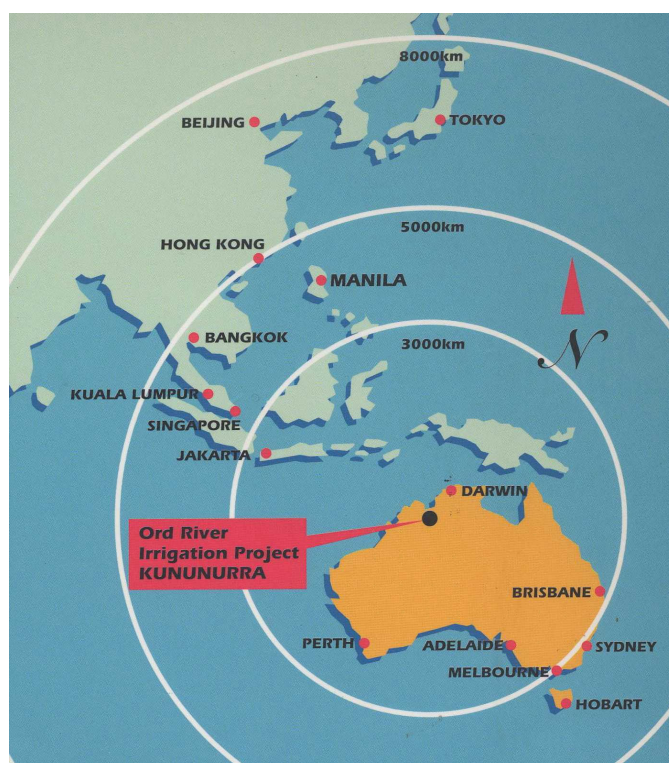 8000km
BEIJING
TOKYO
5000km
HONG KONG
MANILA
BANGKOK
3000km
N
KUALA LUMPUR
SINGAPORE
JAKARTA
DARWIN
Ord River
Irrigation Project
KUNUNURRA
BRISBANE
PERTH
ADELAIDE
SYDNEY
MELBOURNE
HOBART